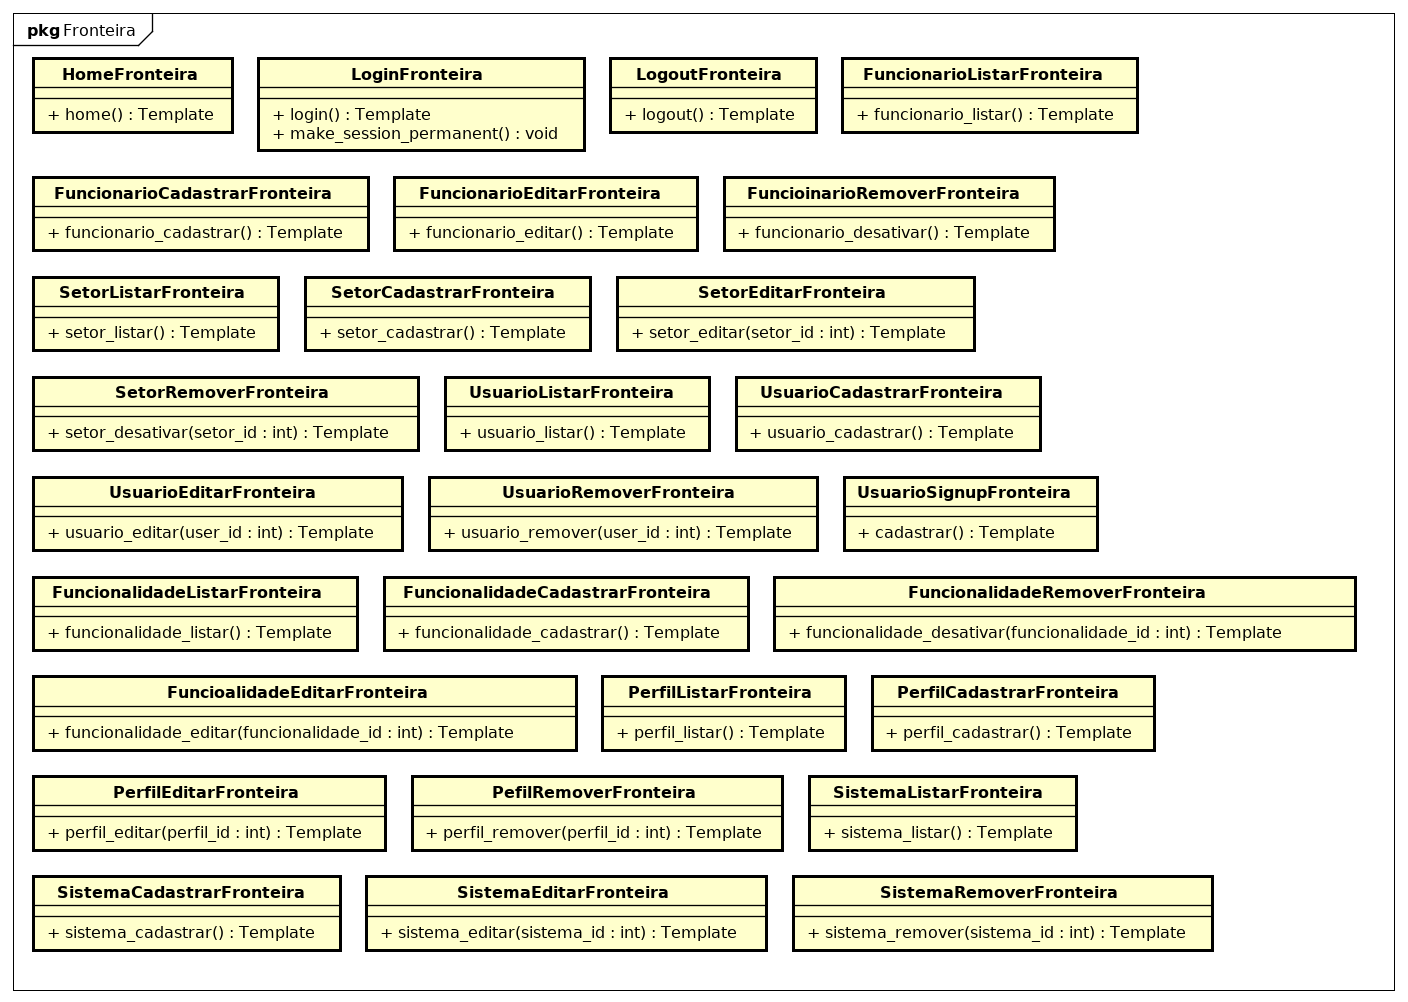 pkg Fronteira
HomeFronteira
+ home() : Template
LoginFronteira
+ login() : Template
+ make_session_permanent() : void
LogoutFronteira
+ logout() : Template
FuncionarioListarFronteira
+ funcionario_listar() : Template
FuncionarioCadastrarFronteira
+ funcionario_cadastrar() : Template
FuncionarioEditarFronteira
+ funcionario_editar() : Template
FuncioinarioRemoverFronteira
+ funcionario_desativar() : Template
SetorListarFronteira
+ setor_listar() : Template
SetorCadastrarFronteira
+ setor_cadastrar() : Template
SetorEditarFronteira
+ setor_editar(setor_id : int) : Template
SetorRemoverFronteira
+ setor_desativar(setor_id : int) : Template
UsuarioListarFronteira
+ usuario_listar() : Template
UsuarioCadastrarFronteira
+ usuario_cadastrar() : Template
UsuarioEditarFronteira
+ usuario_editar(user_id : int) : Template
UsuarioRemoverFronteira
+ usuario_remover(user_id : int) : Template
UsuarioSignupFronteira
+ cadastrar() : Template
FuncionalidadeListarFronteira
+ funcionalidade_listar() : Template
FuncionalidadeCadastrarFronteira
+ funcionalidade_cadastrar() : Template
FuncionalidadeRemoverFronteira
+ funcionalidade_desativar(funcionalidade_id : int) : Template
FuncioalidadeEditarFronteira
+ funcionalidade_editar(funcionalidade_id : int) : Template
PerfilListarFronteira
+ perfil_listar() : Template
PerfilCadastrarFronteira
+ perfil_cadastrar() : Template
PerfilEditarFronteira
+ perfil_editar(perfil_id : int) : Template
PefilRemoverFronteira
+ perfil_remover(perfil_id : int) : Template
SistemaListarFronteira
+ sistema_listar() : Template
SistemaCadastrarFronteira
+ sistema_cadastrar() : Template
SistemaEditarFronteira
+ sistema_editar(sistema_id : int) : Template
SistemaRemoverFronteira
+ sistema_remover(sistema_id : int) : Template